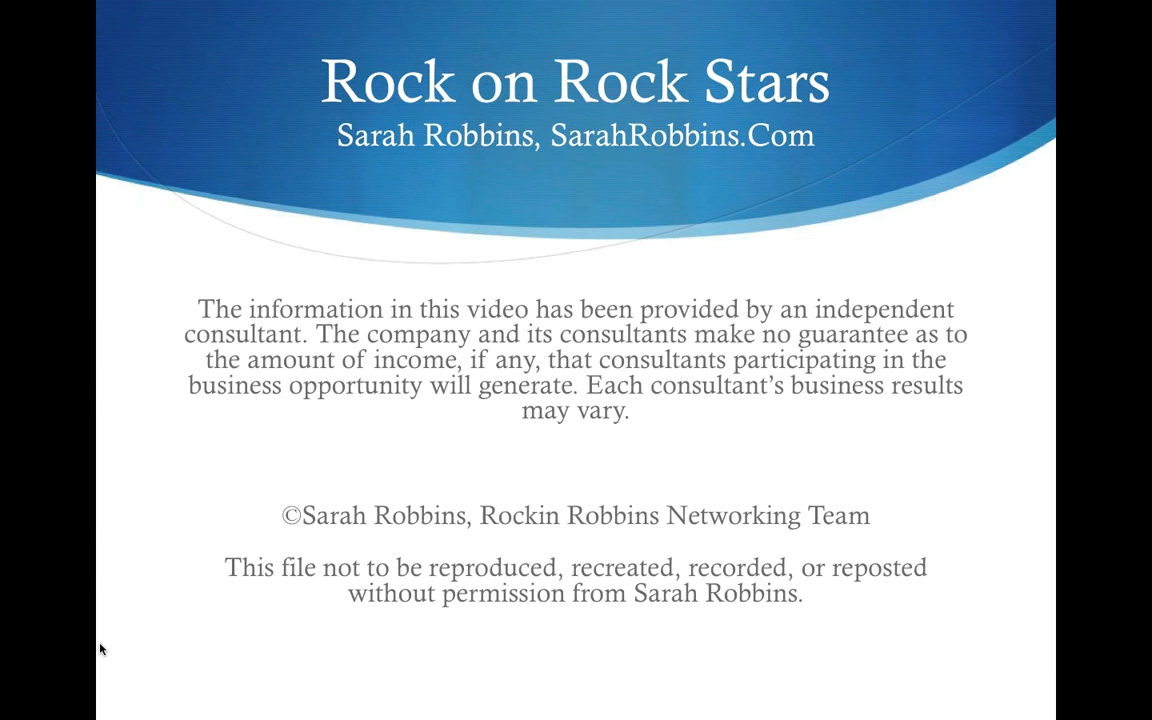 Rock on Rock Stars
Sarah Robbins, SarahRobbins.Com
The information in this video has been provided by an independent
consultant. The company and its consultants make no guarantee as to
the amount of income, if any, that consultants participating in the
business opportunity will generate. Each consultant’s business results
may vary.
©Sarah Robbins, Rockin Robbins Networking Team
This file not to be reproduced, recreated, recorded, or reposted
without permission from Sarah Robbins.